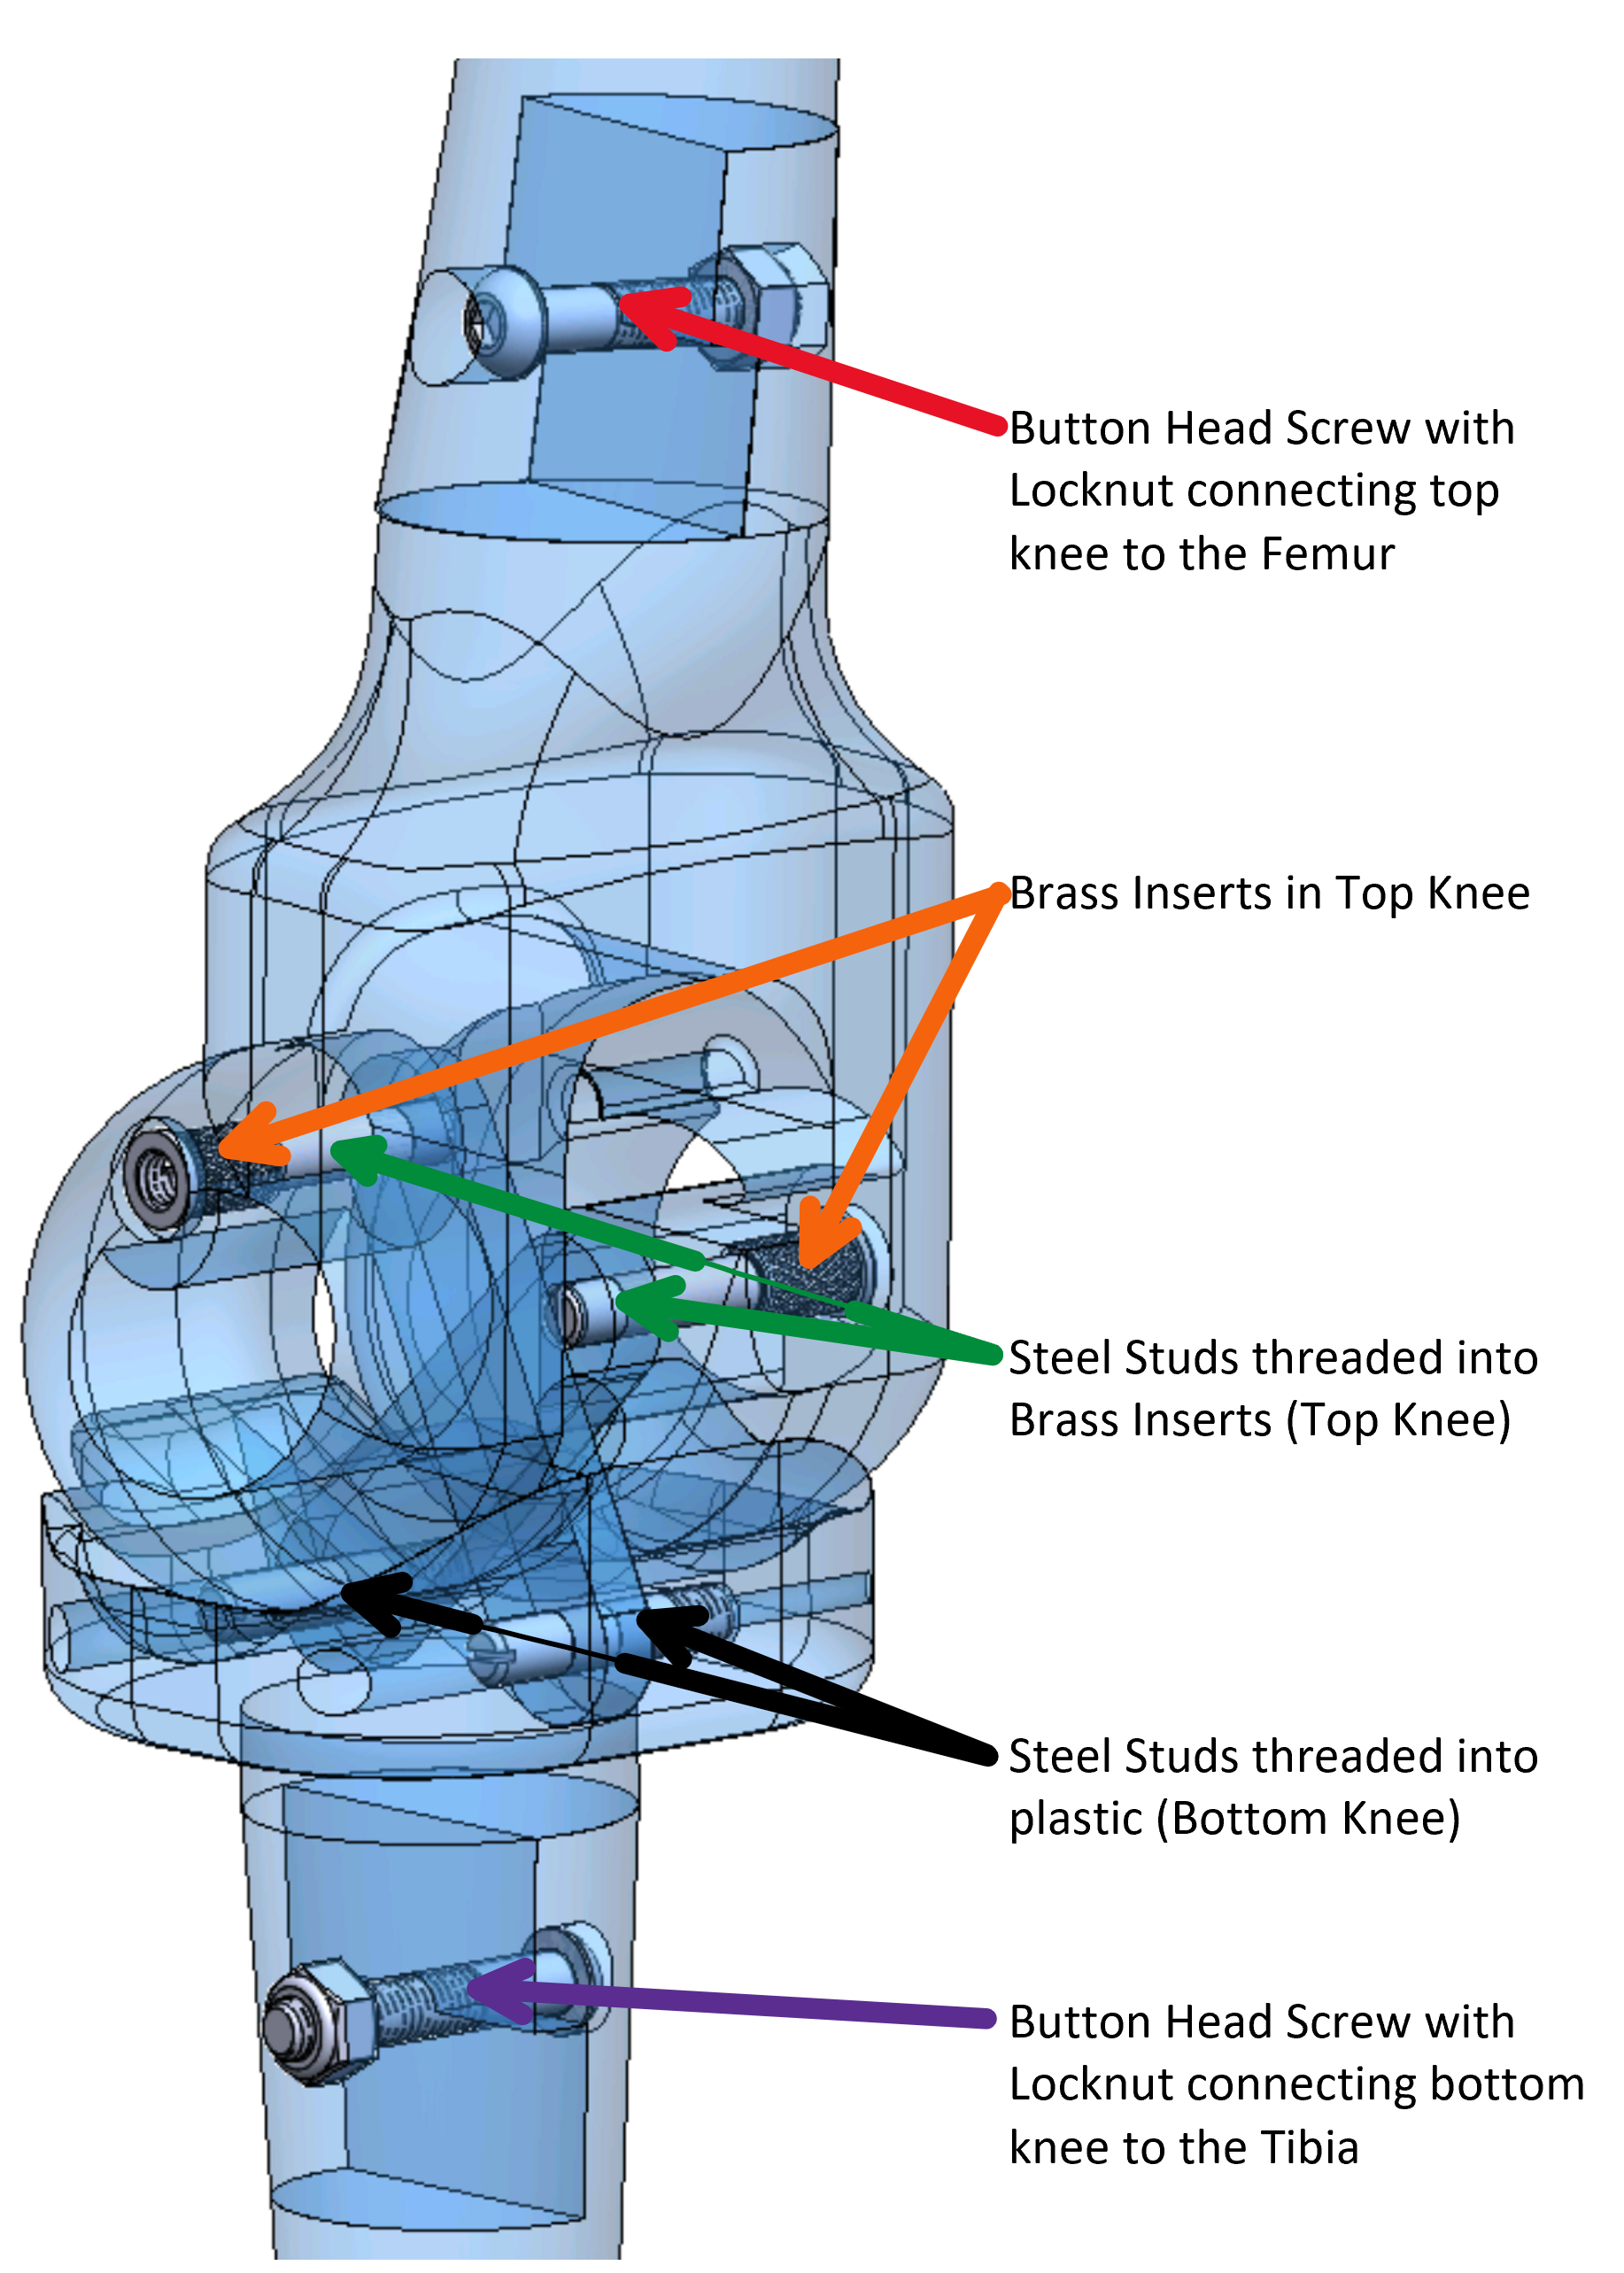 Button Head Screw with
Locknut connecting top
knee to the Femur
Brass Inserts in Top Knee
Steel Studs threaded into
Brass Inserts (Top Knee)
Steel Studs threaded into
plastic (Bottom Knee)
Button Head Screw with
Locknut connecting bottom
knee to the Tibia